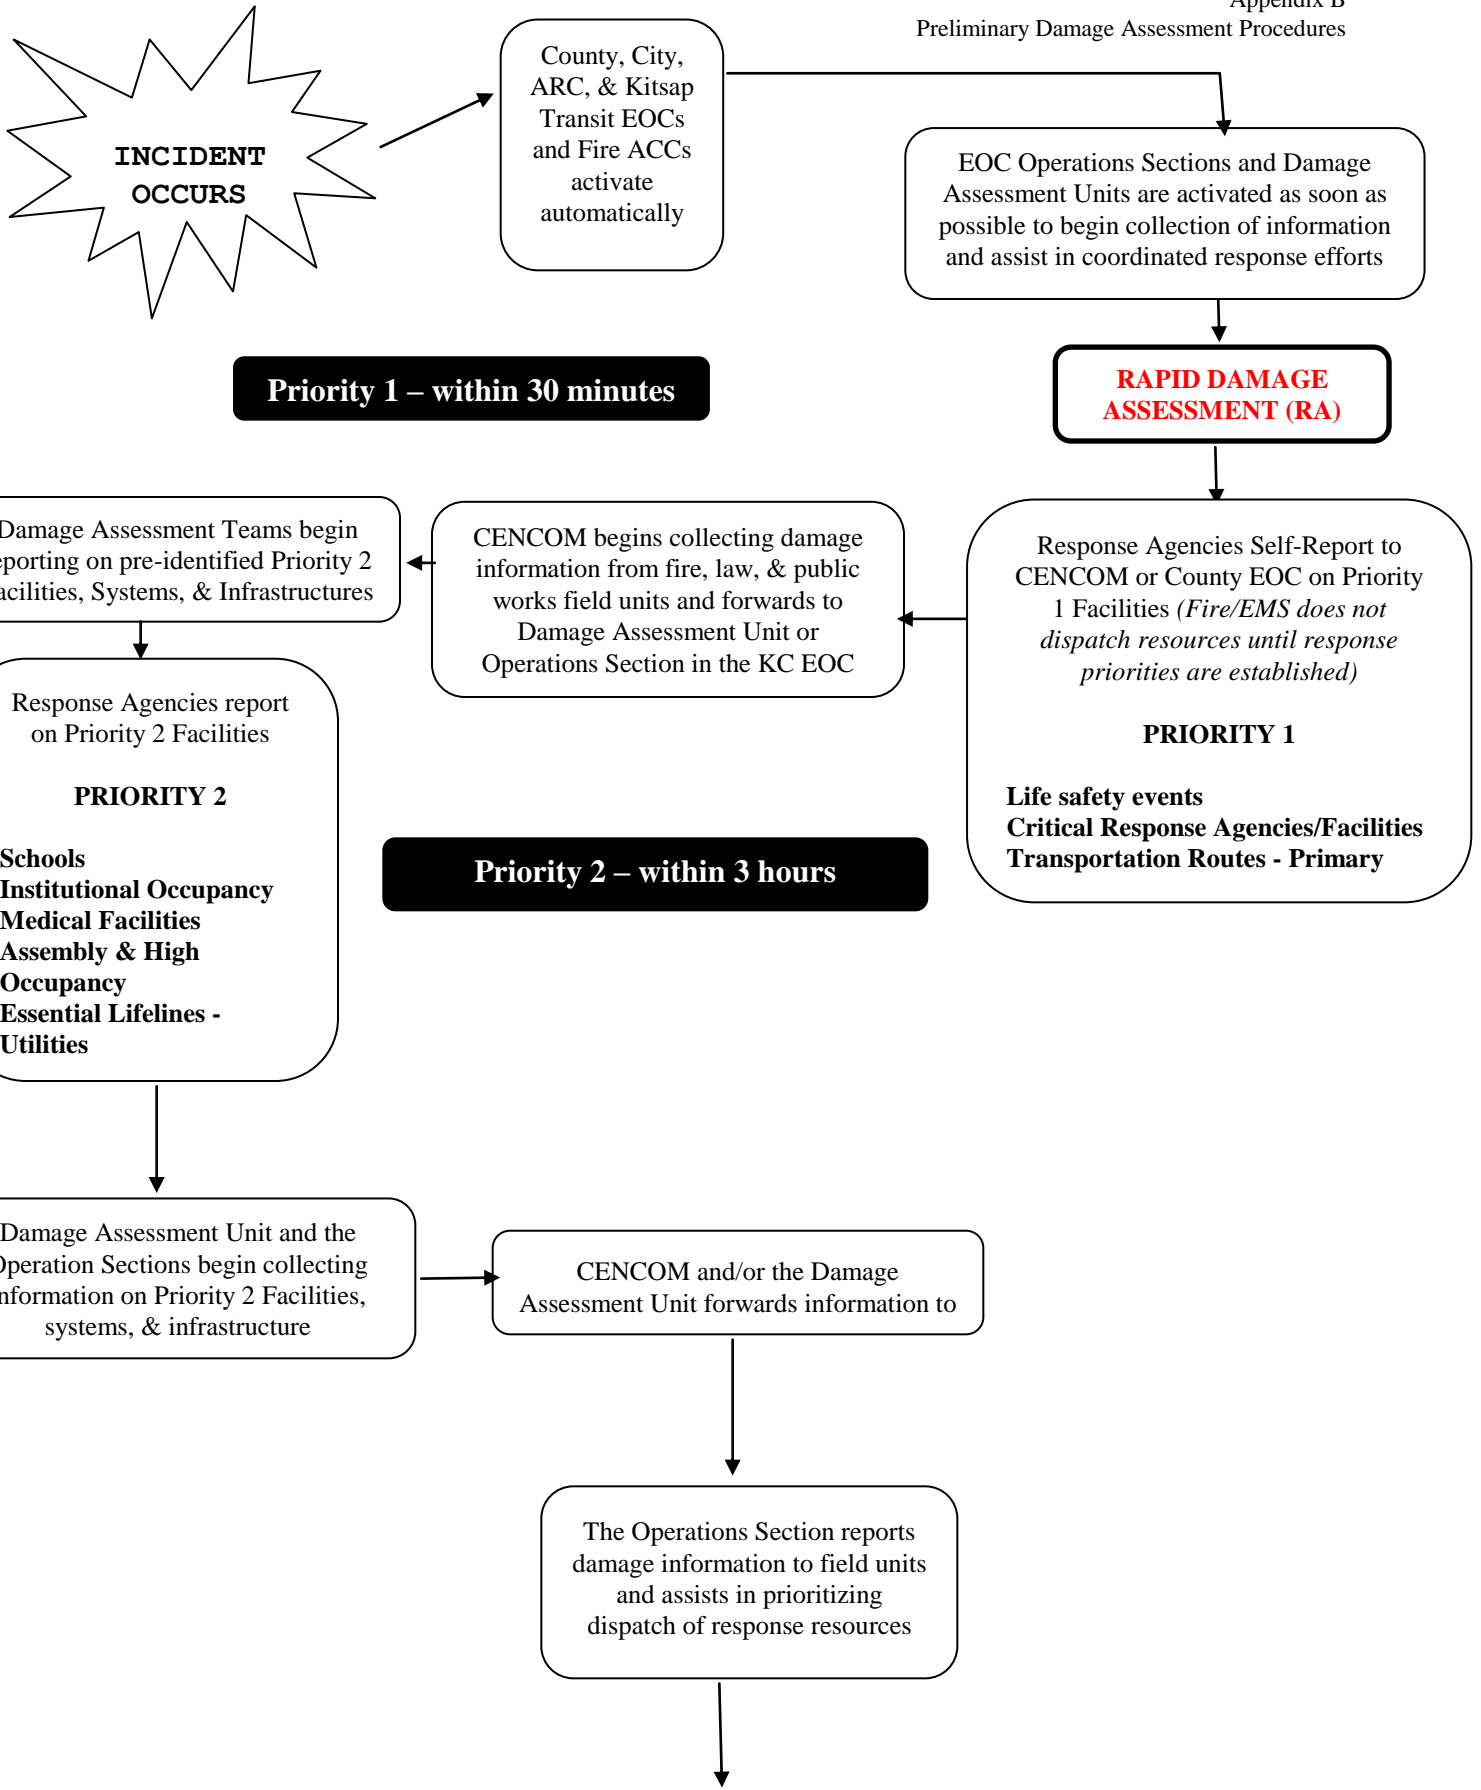 Appendix B
Preliminary Damage Assessment Procedures
County, City,
ARC, & Kitsap
Transit EOCs
and Fire ACCs
activate
automatically
INCIDENT
OCCURS
EOC Operations Sections and Damage
Assessment Units are activated as soon as
possible to begin collection of information
and assist in coordinated response efforts
Priority 1 – within 30 minutes
RAPID DAMAGE
ASSESSMENT (RA)
Response Agencies Self-Report to
CENCOM or County EOC on Priority
1 Facilities (Fire/EMS does not
dispatch resources until response
priorities are established)
PRIORITY 1
Life safety events
Critical Response Agencies/Facilities
Transportation Routes - Primary
CENCOM begins collecting damage
information from fire, law, & public
works field units and forwards to
Damage Assessment Unit or
Operations Section in the KC EOC
Damage Assessment Teams begin
eporting on pre-identified Priority 2
acilities, Systems, & Infrastructures
Response Agencies report
on Priority 2 Facilities
PRIORITY 2
Schools
Institutional Occupancy
Medical Facilities
Assembly & High
Occupancy
Essential Lifelines -
Utilities
Priority 2 – within 3 hours
Damage Assessment Unit and the
Operation Sections begin collecting
nformation on Priority 2 Facilities,
systems, & infrastructure
CENCOM and/or the Damage
Assessment Unit forwards information to
The Operations Section reports
damage information to field units
and assists in prioritizing
dispatch of response resources